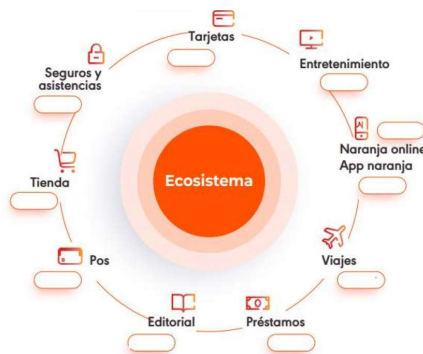 Tarjetas
Entretenimiento
Naranja online
App naranja
Viajes
Préstamos
Editorial
Pos
Tienda
Seguros y
asistencias
Ecosistema